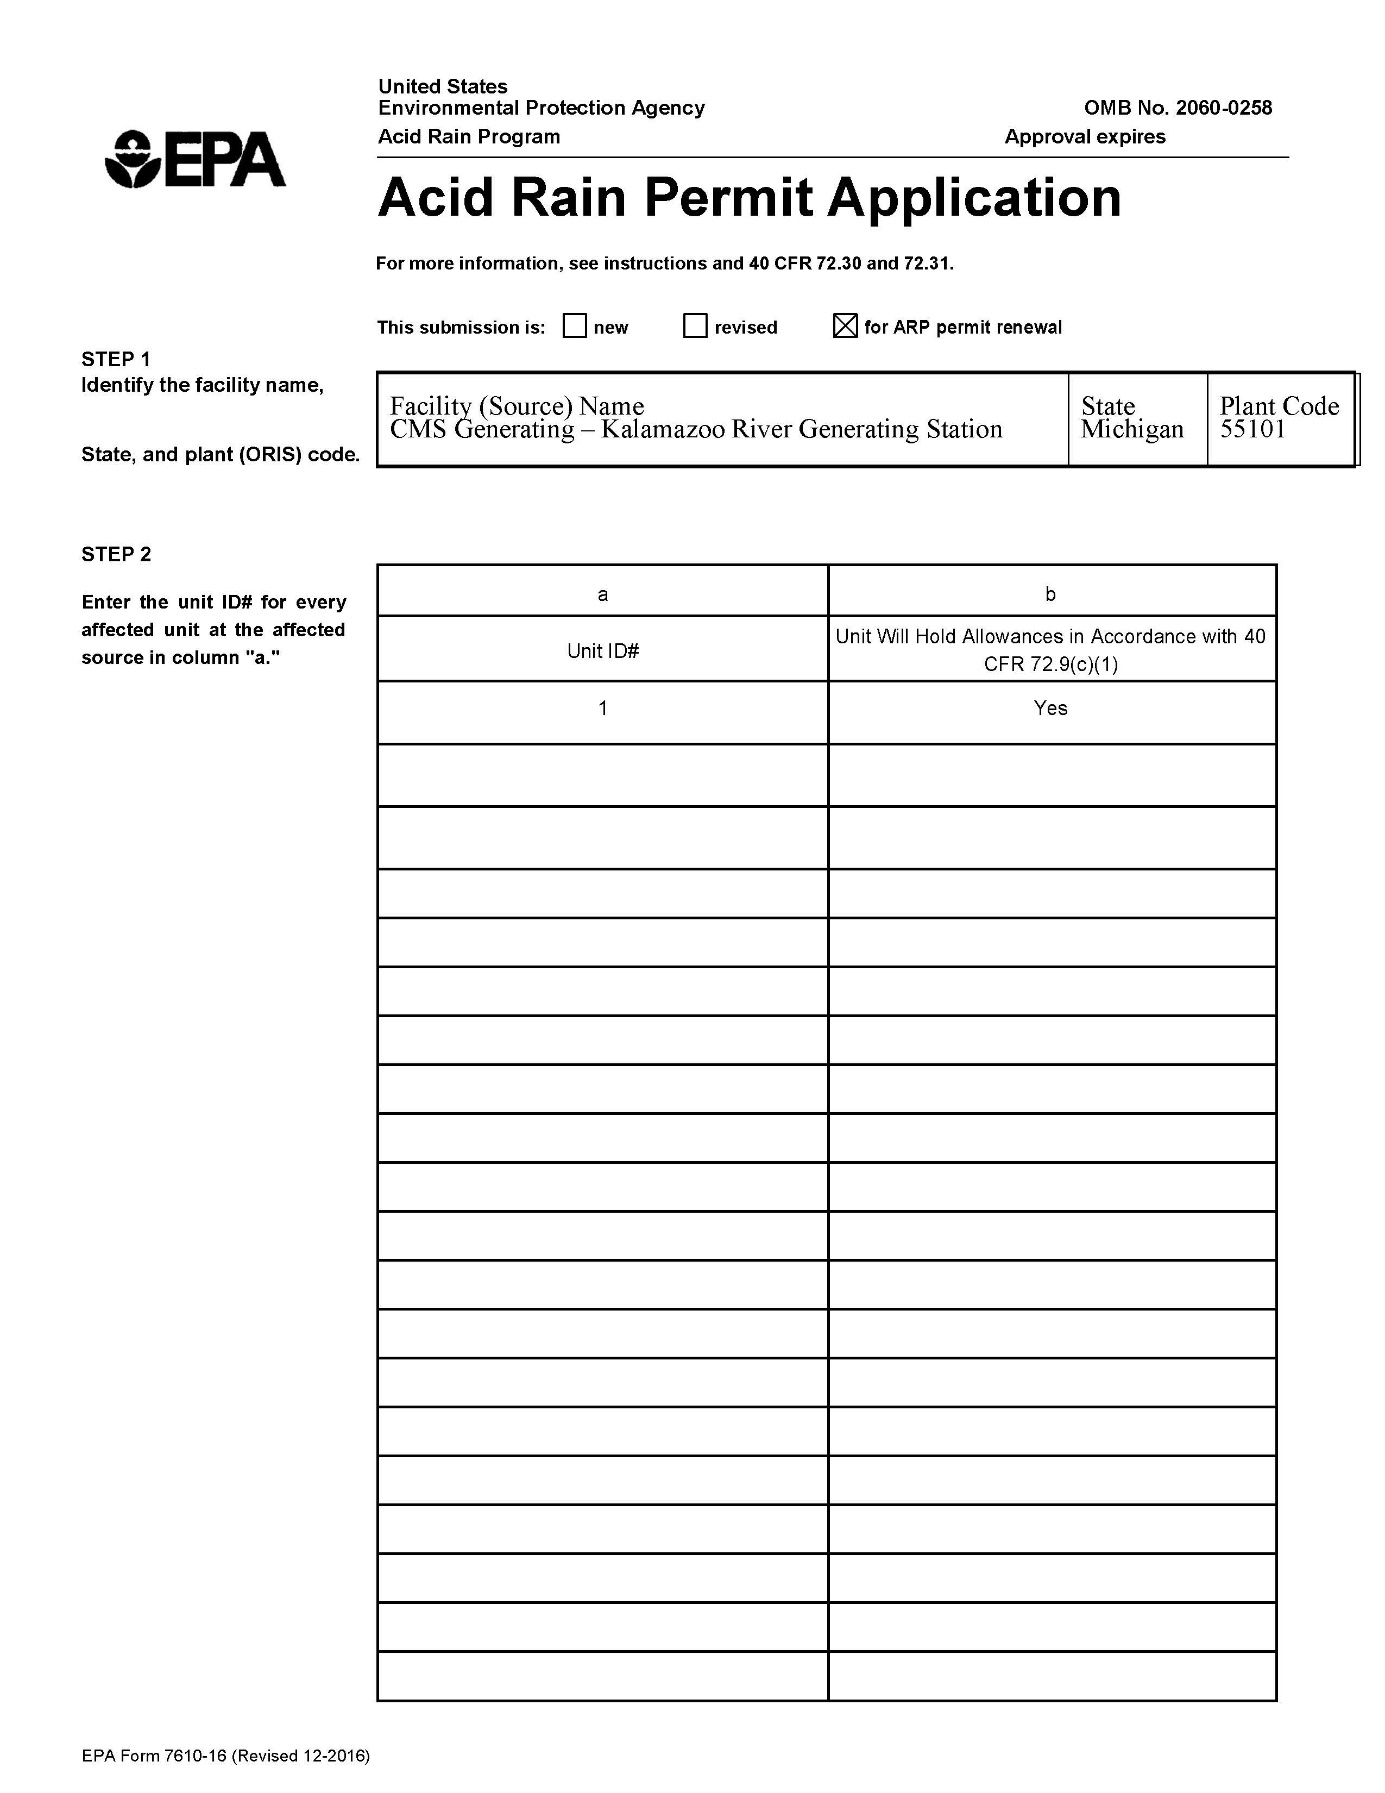 United States
Environmental Protection Agency OMB No. 2060-0258
Acid Rain Program Approval expires
EPA
Acid Rain Permit Application
For more information, see instructions and 40 CFR 72.30 and 72.31.
This submission is: new revised for ARP permit renewal
STEP 1
Identify the facility name,
State, and plant (ORIS) code.
Facility (Source) Name State Plant Code
CMS Generating – Kalamazoo River Generating Station Michigan 55101
STEP 2
Enter the unit ID# for every
affected unit at the affected
source in column "a."
a b
Unit ID# Unit Will Hold Allowances in Accordance with 40
CFR 72.9(c)(1)
1 Yes
EPA Form 7610-16 (Revised 12-2016)